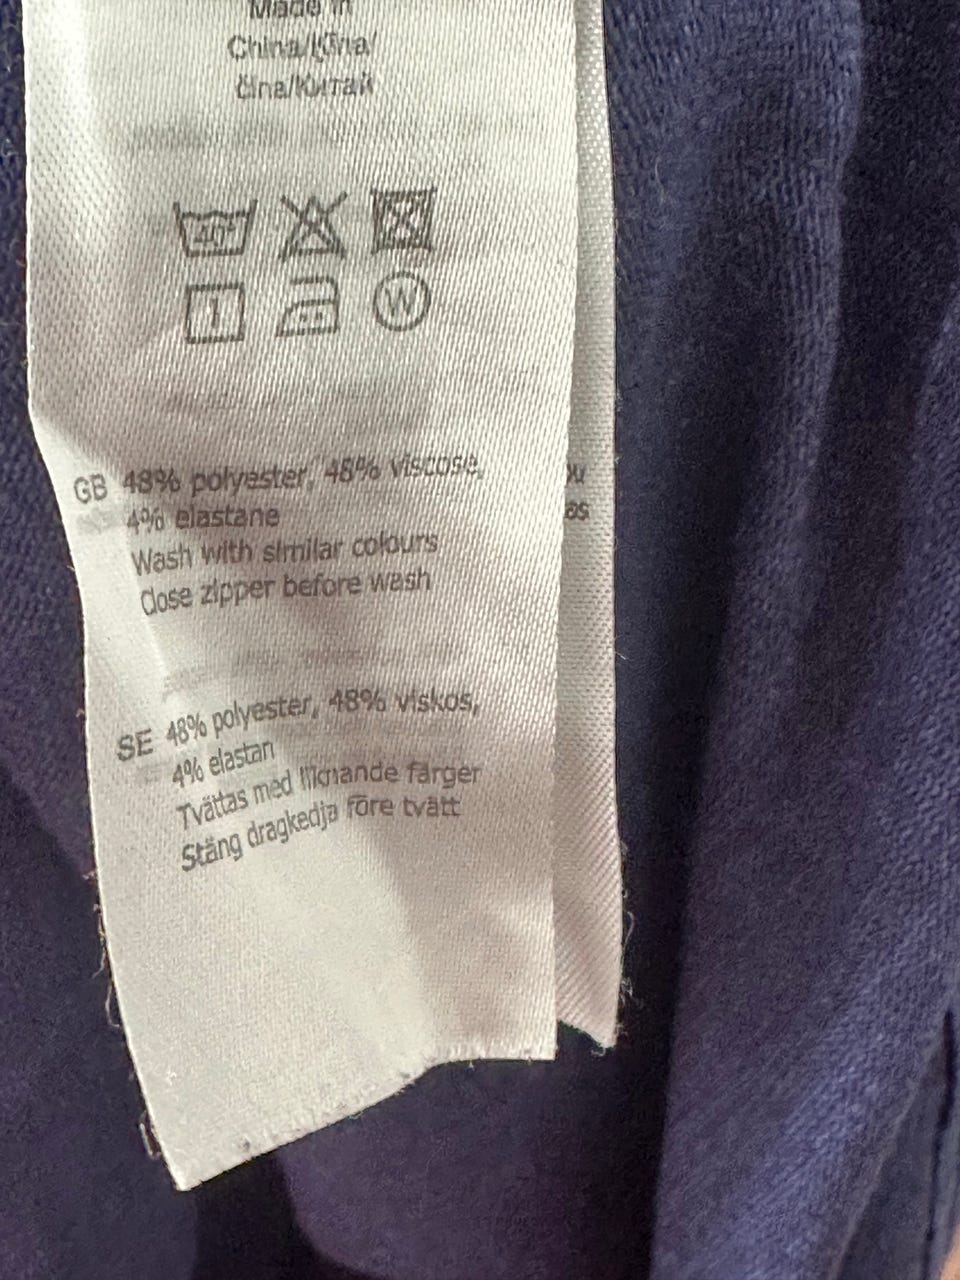 Made in
China/Ķīna/
čína/Китай
40°
W
GB 48% polyester, 48% viscose,
4% elastane
Wash with similar colours
Close zipper before wash
SE 48% polyester, 48% viskos,
4% elastan
Tvättas med liknande färger
Stäng dragkedja före tvätt